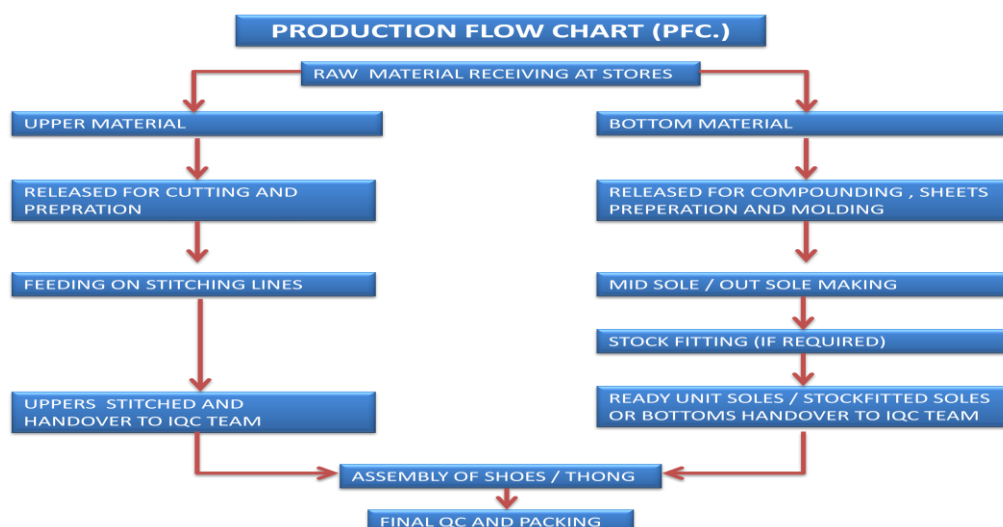 PRODUCTION FLOW CHART (PFC.)
RAW MATERIAL RECEIVING AT STORES
UPPER MATERIAL
BOTTOM MATERIAL
RELEASED FOR CUTTING AND
PREPRATION
RELEASED FOR COMPOUNDING , SHEETS
PREPERATION AND MOLDING
FEEDING ON STITCHING LINES
MID SOLE / OUT SOLE MAKING
STOCK FITTING (IF REQUIRED)
UPPERS STITCHED AND
HANDOVER TO IQC TEAM
READY UNIT SOLES / STOCKFITTED SOLES
OR BOTTOMS HANDOVER TO IQC TEAM
ASSEMBLY OF SHOES / THONG
FINAL QC AND PACKING